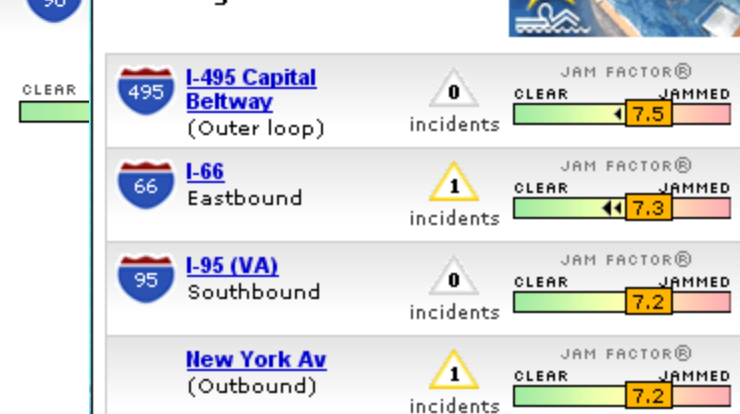 CLEAR
495
I-495 Capital
Beltway
(Outer loop)
0
incidents
JAM FACTOR®
CLEAR JAMMED
7.5
66
I-66
Eastbound
1
incidents
JAM FACTOR®
CLEAR JAMMED
7.3
95
I-95 (VA)
Southbound
0
incidents
JAM FACTOR®
CLEAR JAMMED
7.2
New York Av
(Outbound)
1
incidents
JAM FACTOR®
CLEAR JAMMED
7.2